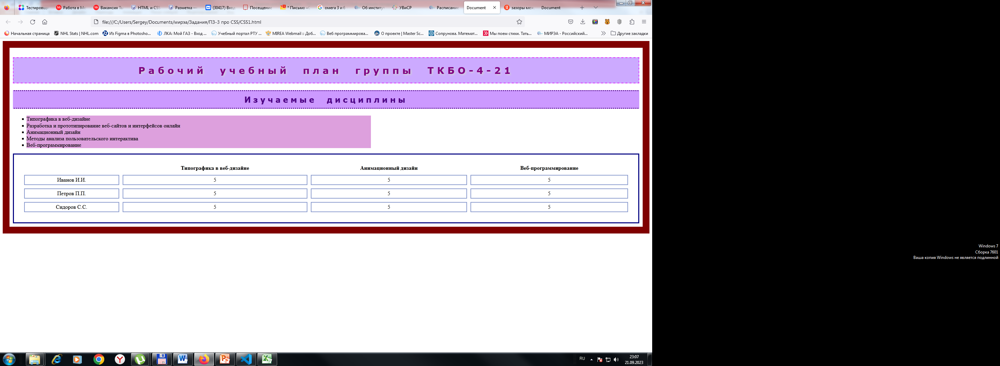 Тестировщи
Работа в Мо
Вакансия Ть
HTML и CSS
Разметка —
(30417) Вход
Посещение
* Письмо «С
омега 3 и 6
Об институт
УВиСР
Расписание
Document
зазоры меж
Document
file:///C:/Users/Sergey/Documents/мирэа/Задания/ПЗ-3 про CSS/CSS1.html
Начальная страница
NHL Stats | NHL.com
Из Figma в Photosho...
ЛКА: Мой ГАЗ - Вход ...
Учебный портал РТУ ...
MIREA Webmail :: Доб...
Веб программирова...
О проекте | Master Sc...
Сопрунова. Математ...
Мы поем стихи. Тать...
МИРЭА - Российский...
Другие закладки
Рабочий учебный план группы ТКБО-4-21
Изучаемые дисциплины
Типографика в веб-дизайне
Разработка и прототипирование веб-сайтов и интерфейсов онлайн
Анимационный дизайн
Методы анализа пользовательского интерактива
Веб-программирование
Типографика в веб-дизайне Анимационный дизайн Веб-программирование
Иванов И.И. 5 5 5
Петров П.П. 5 5 5
Сидоров С.С. 5 5 5
Windows 7
Сборка 7601
Ваша копия Windows не является подлинной
RU
23:07
21.09.2023